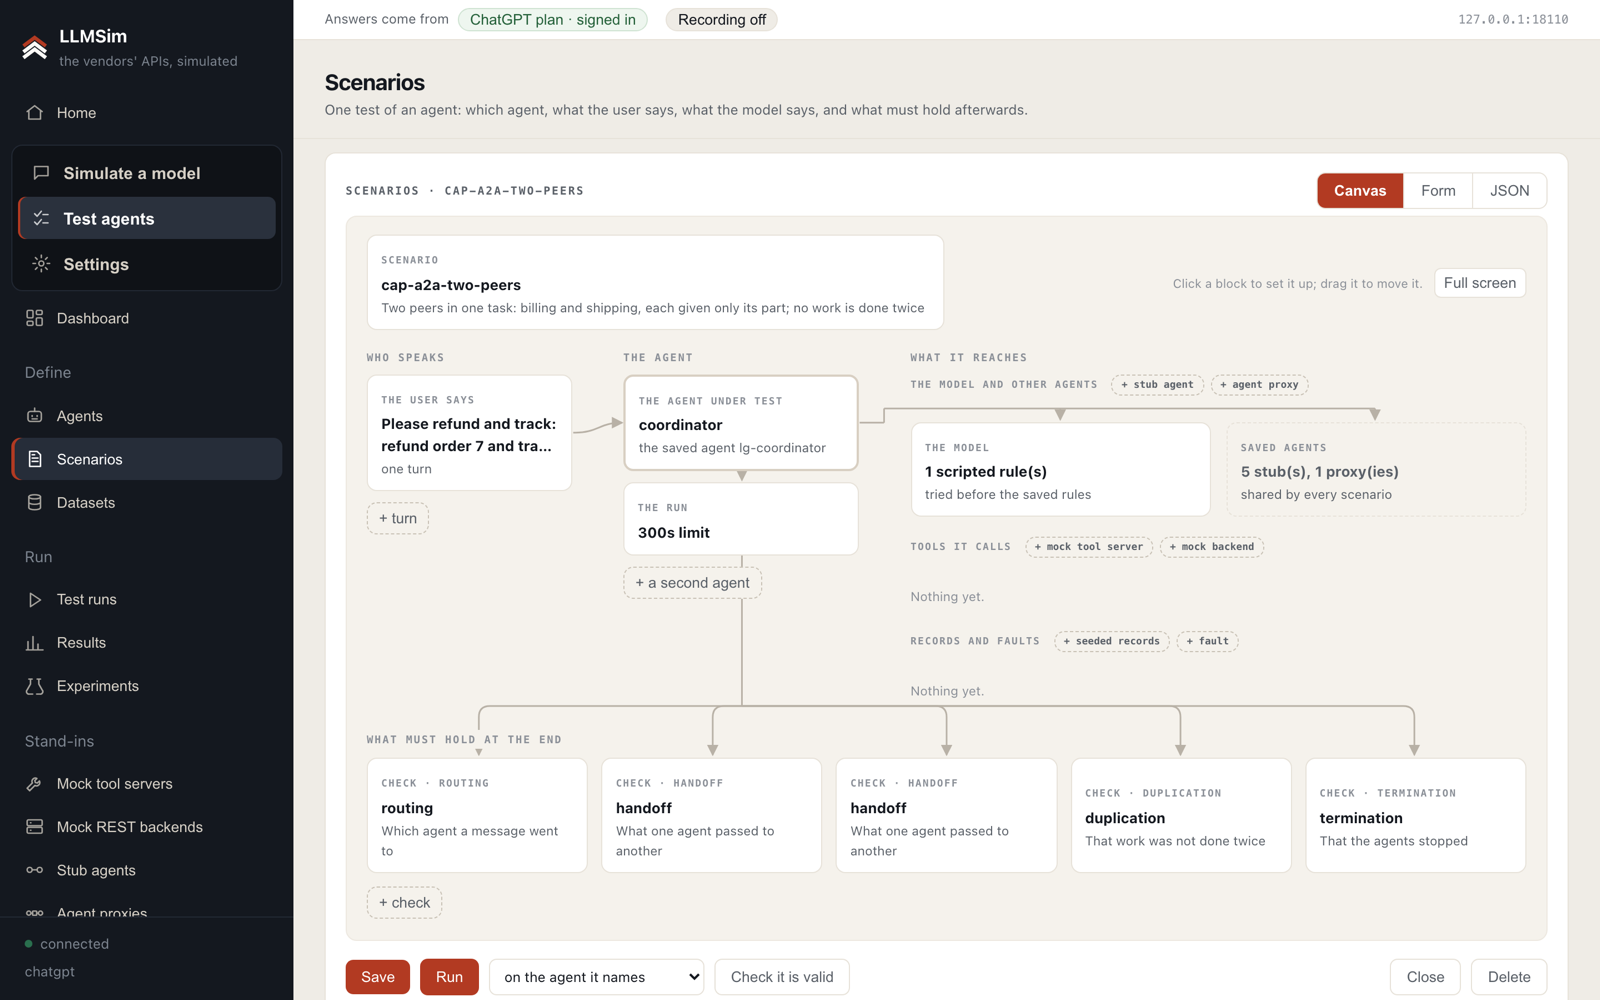 LLMSim
the vendors' APIs, simulated
Home
Simulate a model
Test agents
Settings
Dashboard
Define
Agents
Scenarios
Datasets
Run
Test runs
Results
Experiments
Stand-ins
Mock tool servers
Mock REST backends
Stub agents
Agent proxies
connected
chatgpt
Answers come from ChatGPT plan · signed in Recording off 127.0.0.1:18110
Scenarios
One test of an agent: which agent, what the user says, what the model says, and what must hold afterwards.
SCENARIOS · CAP-A2A-TWO-PEERS
Canvas Form JSON
SCENARIO
cap-a2a-two-peers
Two peers in one task: billing and shipping, each given only its part; no work is done twice
Click a block to set it up; drag it to move it. Full screen
WHO SPEAKS
THE USER SAYS
Please refund and track:
refund order 7 and tra...
one turn
+ turn
THE AGENT
THE AGENT UNDER TEST
coordinator
the saved agent lg-coordinator
THE RUN
300s limit
+ a second agent
WHAT IT REACHES
THE MODEL AND OTHER AGENTS + stub agent + agent proxy
THE MODEL
1 scripted rule(s)
tried before the saved rules
SAVED AGENTS
5 stub(s), 1 proxy(ies)
shared by every scenario
TOOLS IT CALLS + mock tool server + mock backend
Nothing yet.
RECORDS AND FAULTS + seeded records + fault
Nothing yet.
WHAT MUST HOLD AT THE END
CHECK · ROUTING
routing
Which agent a message went
to
CHECK · HANDOFF
handoff
What one agent passed to
another
CHECK · HANDOFF
handoff
What one agent passed to
another
CHECK · DUPLICATION
duplication
That work was not done twice
CHECK · TERMINATION
termination
That the agents stopped
+ check
Save Run on the agent it names Check it is valid Close Delete